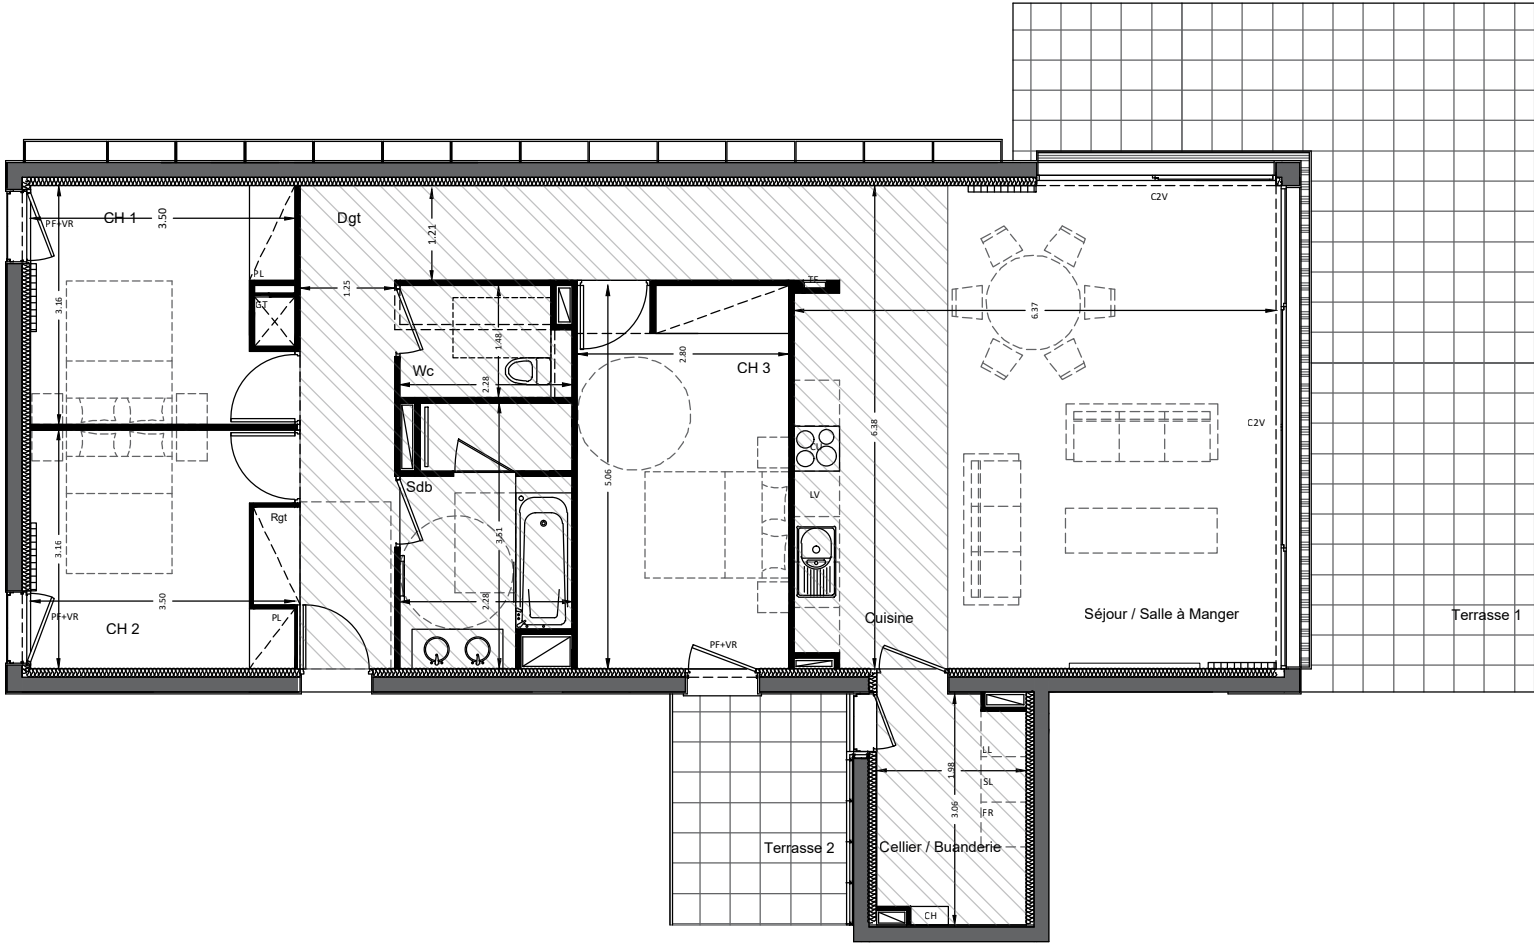 C2V
CH 1
3.50
Dgt
PF+VR
1.21
PL
TE
GT
1.25
3.16
6.37
1.48
2.80
Wc
CH 3
2.28
C2V
6.38
5.06
Sdb
LV
Rgt
3.51
3.16
3.50
2.28
PF+VR
PL
Cuisine
Séjour / Salle à Manger
Terrasse 1
CH 2
PF+VR
LL
1.98
SL
3.06
FR
Terrasse 2
Cellier / Buanderie
CH